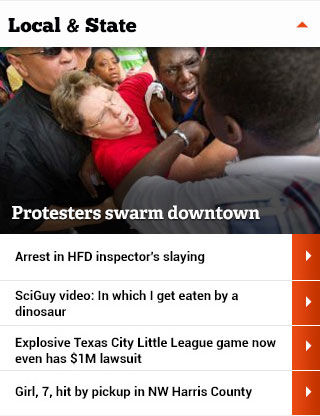 Local & State
Protesters swarm downtown
Arrest in HFD inspector's slaying
SciGuy video: In which I get eaten by a
dinosaur
Explosive Texas City Little League game now
even has $1M lawsuit
Girl, 7, hit by pickup in NW Harris County